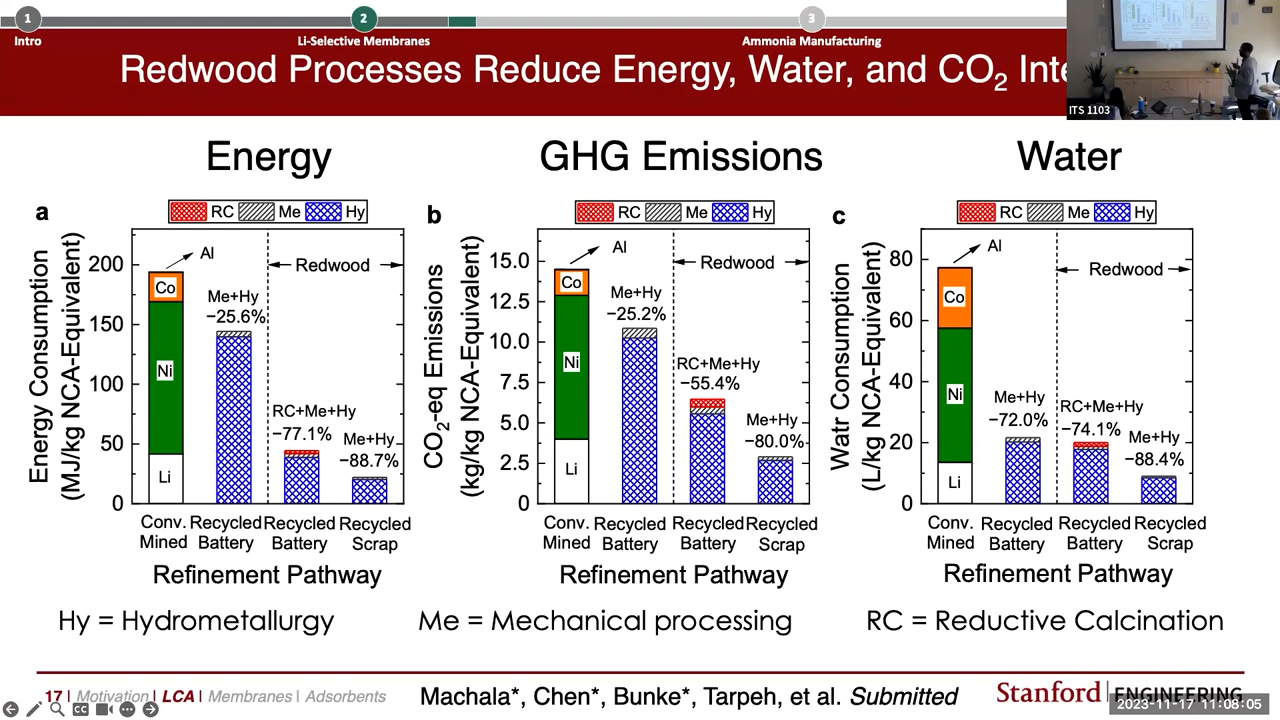 1
2
3
Intro
Li-Selective Membranes
Ammonia Manufacturing
Redwood Processes Reduce Energy, Water, and CO2 Inte
ITS 1103
Energy
GHG Emissions
Water
a
RC
Me
Hy
200
150
100
50
0
Energy Consumption
(MJ/kg NCA-Equivalent)
Al
Co
Ni
Li
Redwood
Me+Hy
−25.6%
RC+Me+Hy
−77.1%
Me+Hy
−88.7%
Conv. Mined
Recycled Battery
Recycled Battery
Recycled Scrap
Refinement Pathway
b
RC
Me
Hy
15.0
12.5
10.0
7.5
5.0
2.5
0
CO2-eq Emissions
(kg/kg NCA-Equivalent)
Al
Co
Ni
Li
Redwood
Me+Hy
−25.2%
RC+Me+Hy
−55.4%
Me+Hy
−80.0%
Conv. Mined
Recycled Battery
Recycled Battery
Recycled Scrap
Refinement Pathway
c
RC
Me
Hy
80
60
40
20
0
Watr Consumption
(L/kg NCA-Equivalent)
Al
Co
Ni
Li
Redwood
Me+Hy
−72.0%
RC+Me+Hy
−74.1%
Me+Hy
−88.4%
Conv. Mined
Recycled Battery
Recycled Battery
Recycled Scrap
Refinement Pathway
Hy = Hydrometallurgy
Me = Mechanical processing
RC = Reductive Calcination
17 | Motivation | LCA | Membranes | Adsorbents
Machala*, Chen*, Bunke*, Tarpeh, et al. Submitted
Stanford | ENGINEERING
CC
2023-11-17 11:08:05